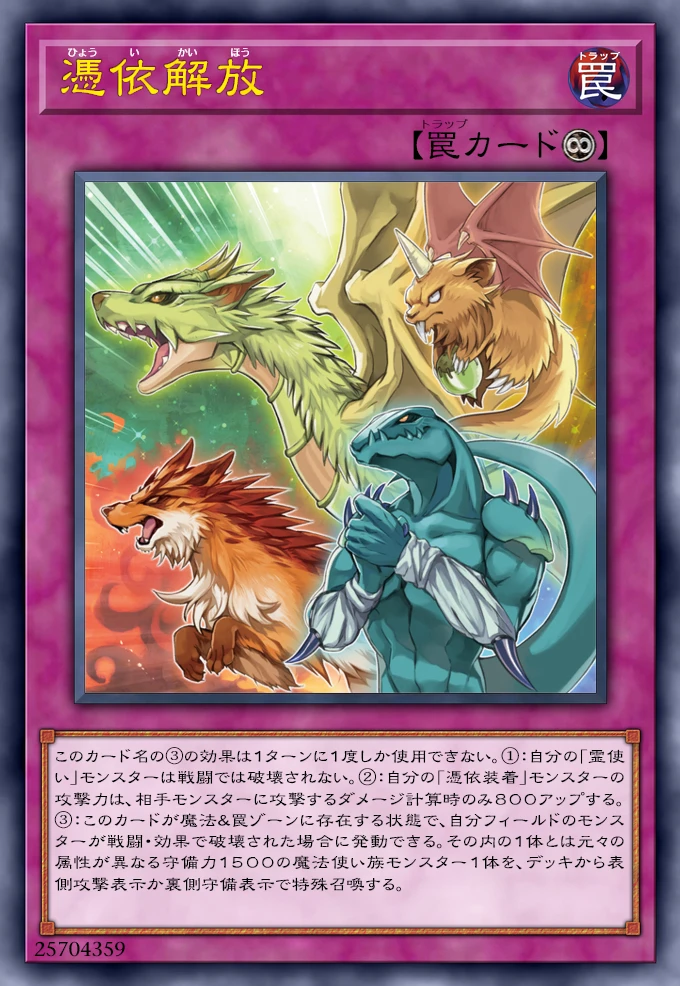 ひょう い かい ほう
憑依解放
トラップ
罠
トラップ
【罠カード】
このカード名の③の効果は1ターンに1度しか使用できない。①:自分の「霊使
い」モンスターは戦闘では破壊されない。②:自分の「憑依装着」モンスターの
攻撃力は、相手モンスターに攻撃するダメージ計算時のみ800アップする。
③:このカードが魔法&罠ゾーンに存在する状態で、自分フィールドのモンス
ターが戦闘・効果で破壊された場合に発動できる。その内の1体とは元々の
属性が異なる守備力1500の魔法使い族モンスター1体を、デッキから表
側攻撃表示か裏側守備表示で特殊召喚する。
25704359